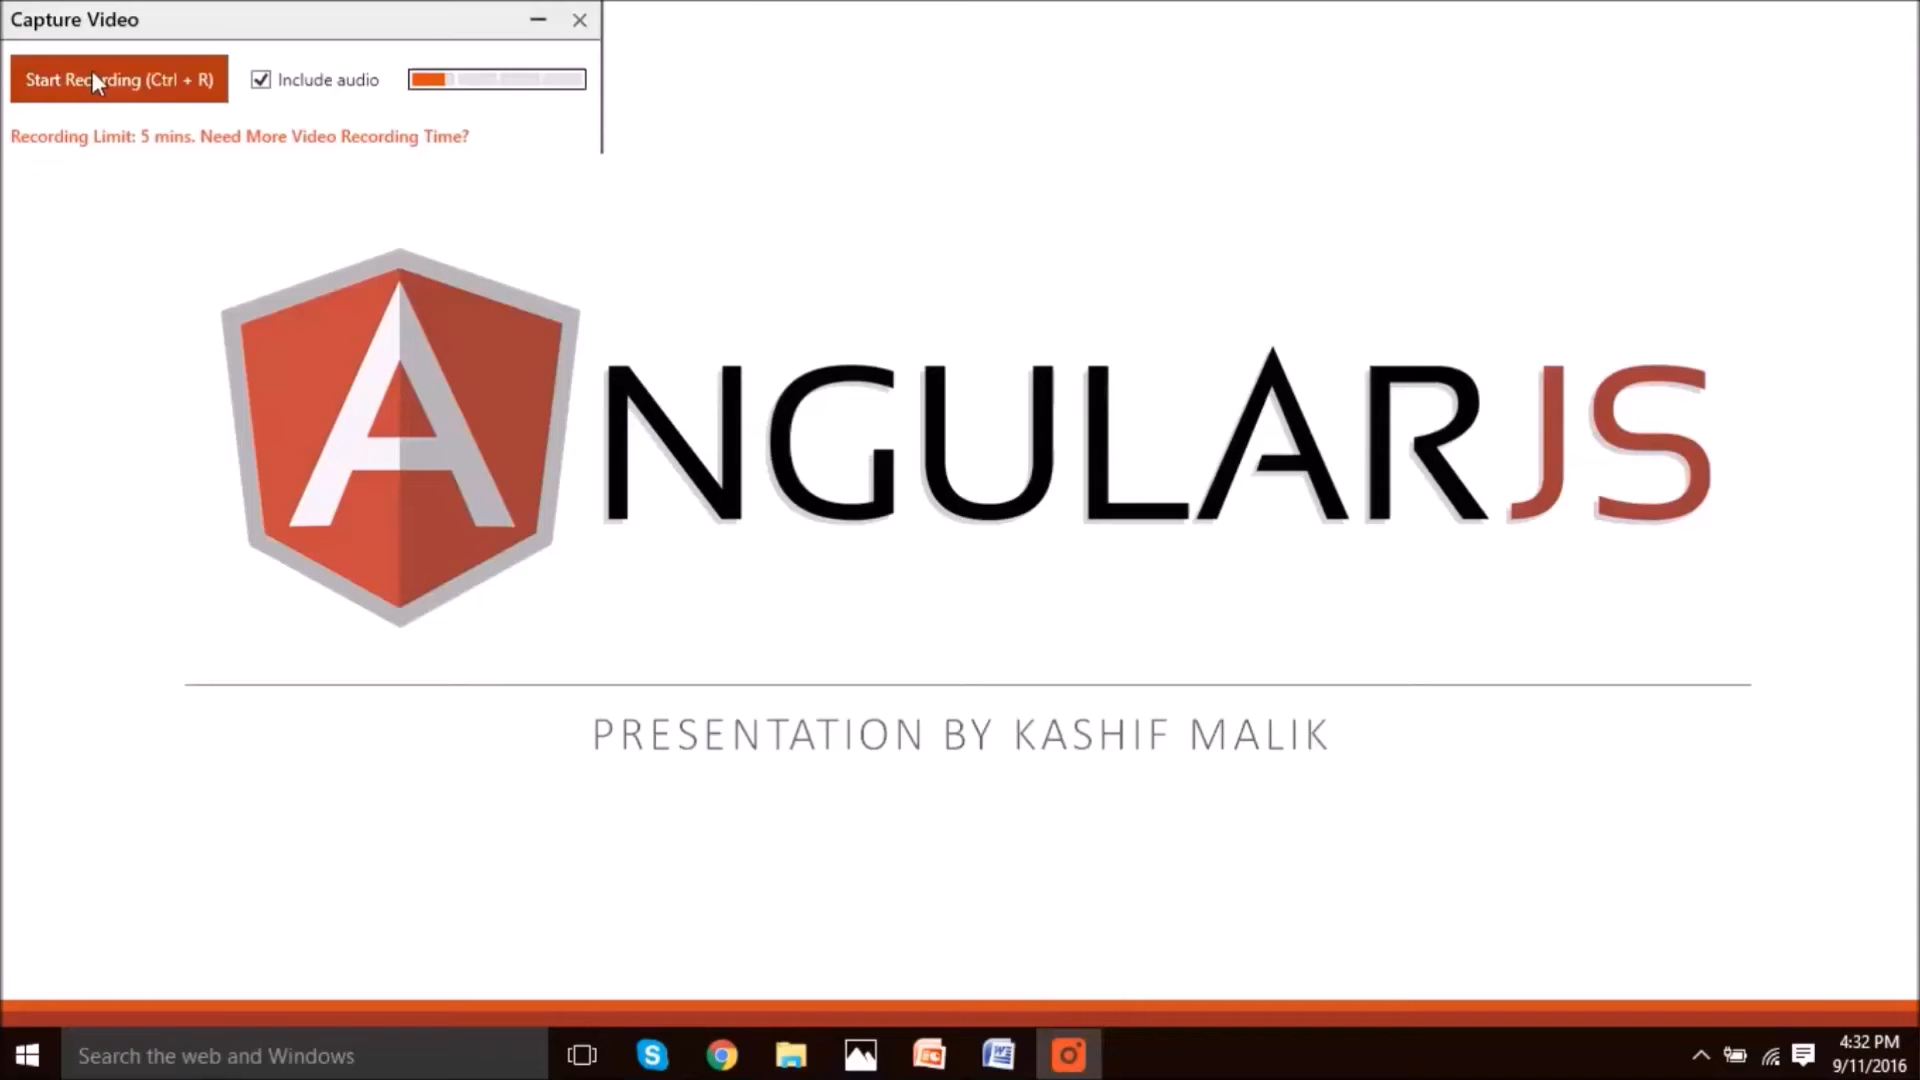 Capture Video
Start Recording (Ctrl + R)
Include audio
Recording Limit: 5 mins. Need More Video Recording Time?
ANGULARJS
PRESENTATION BY KASHIF MALIK
Search the web and Windows
4:32 PM
9/11/2016